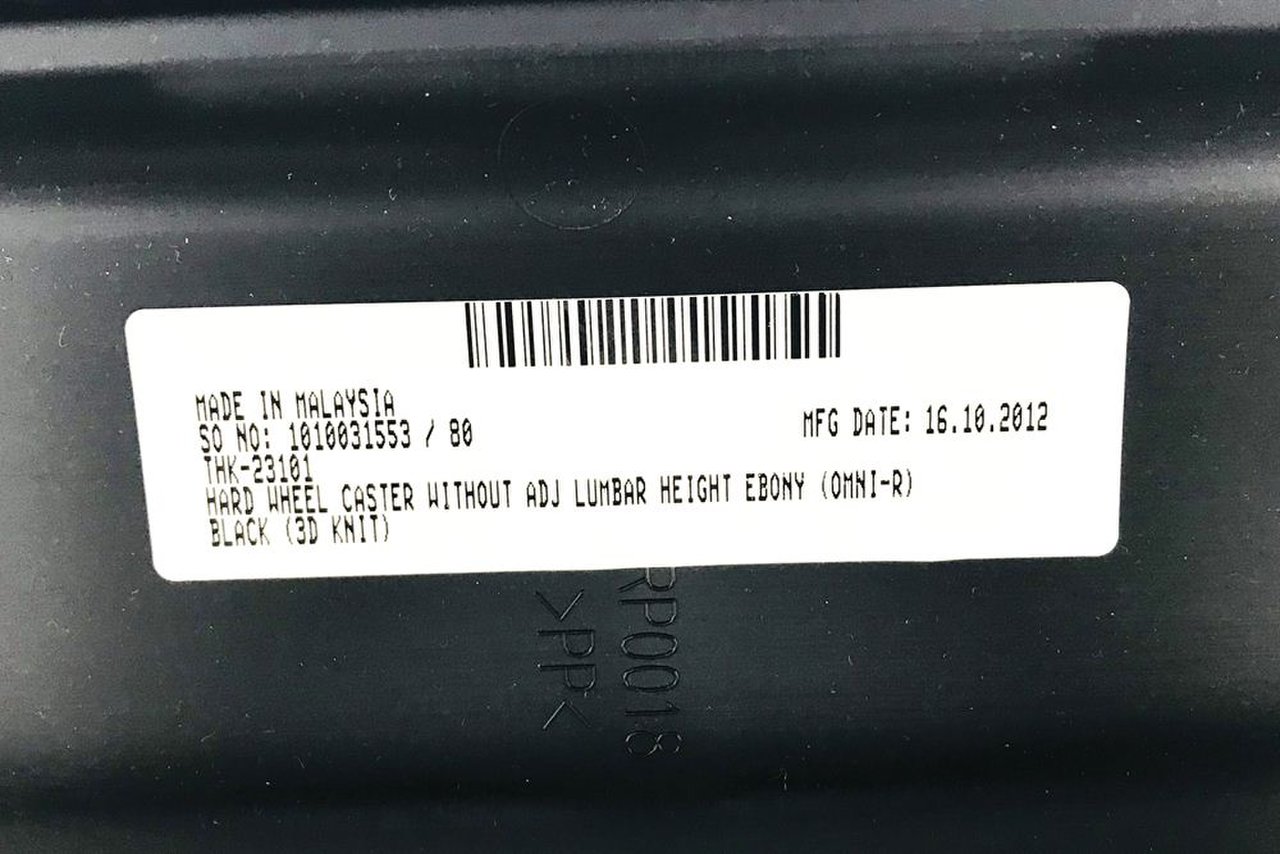 MADE IN MALAYSIA
SO NO: 1010031553 / 80
MFG DATE: 16.10.2012
THK-23101
HARD WHEEL CASTER WITHOUT ADJ LUMBAR HEIGHT EBONY (OMNI-R)
BLACK (3D KNIT)
RP0018
>PP<